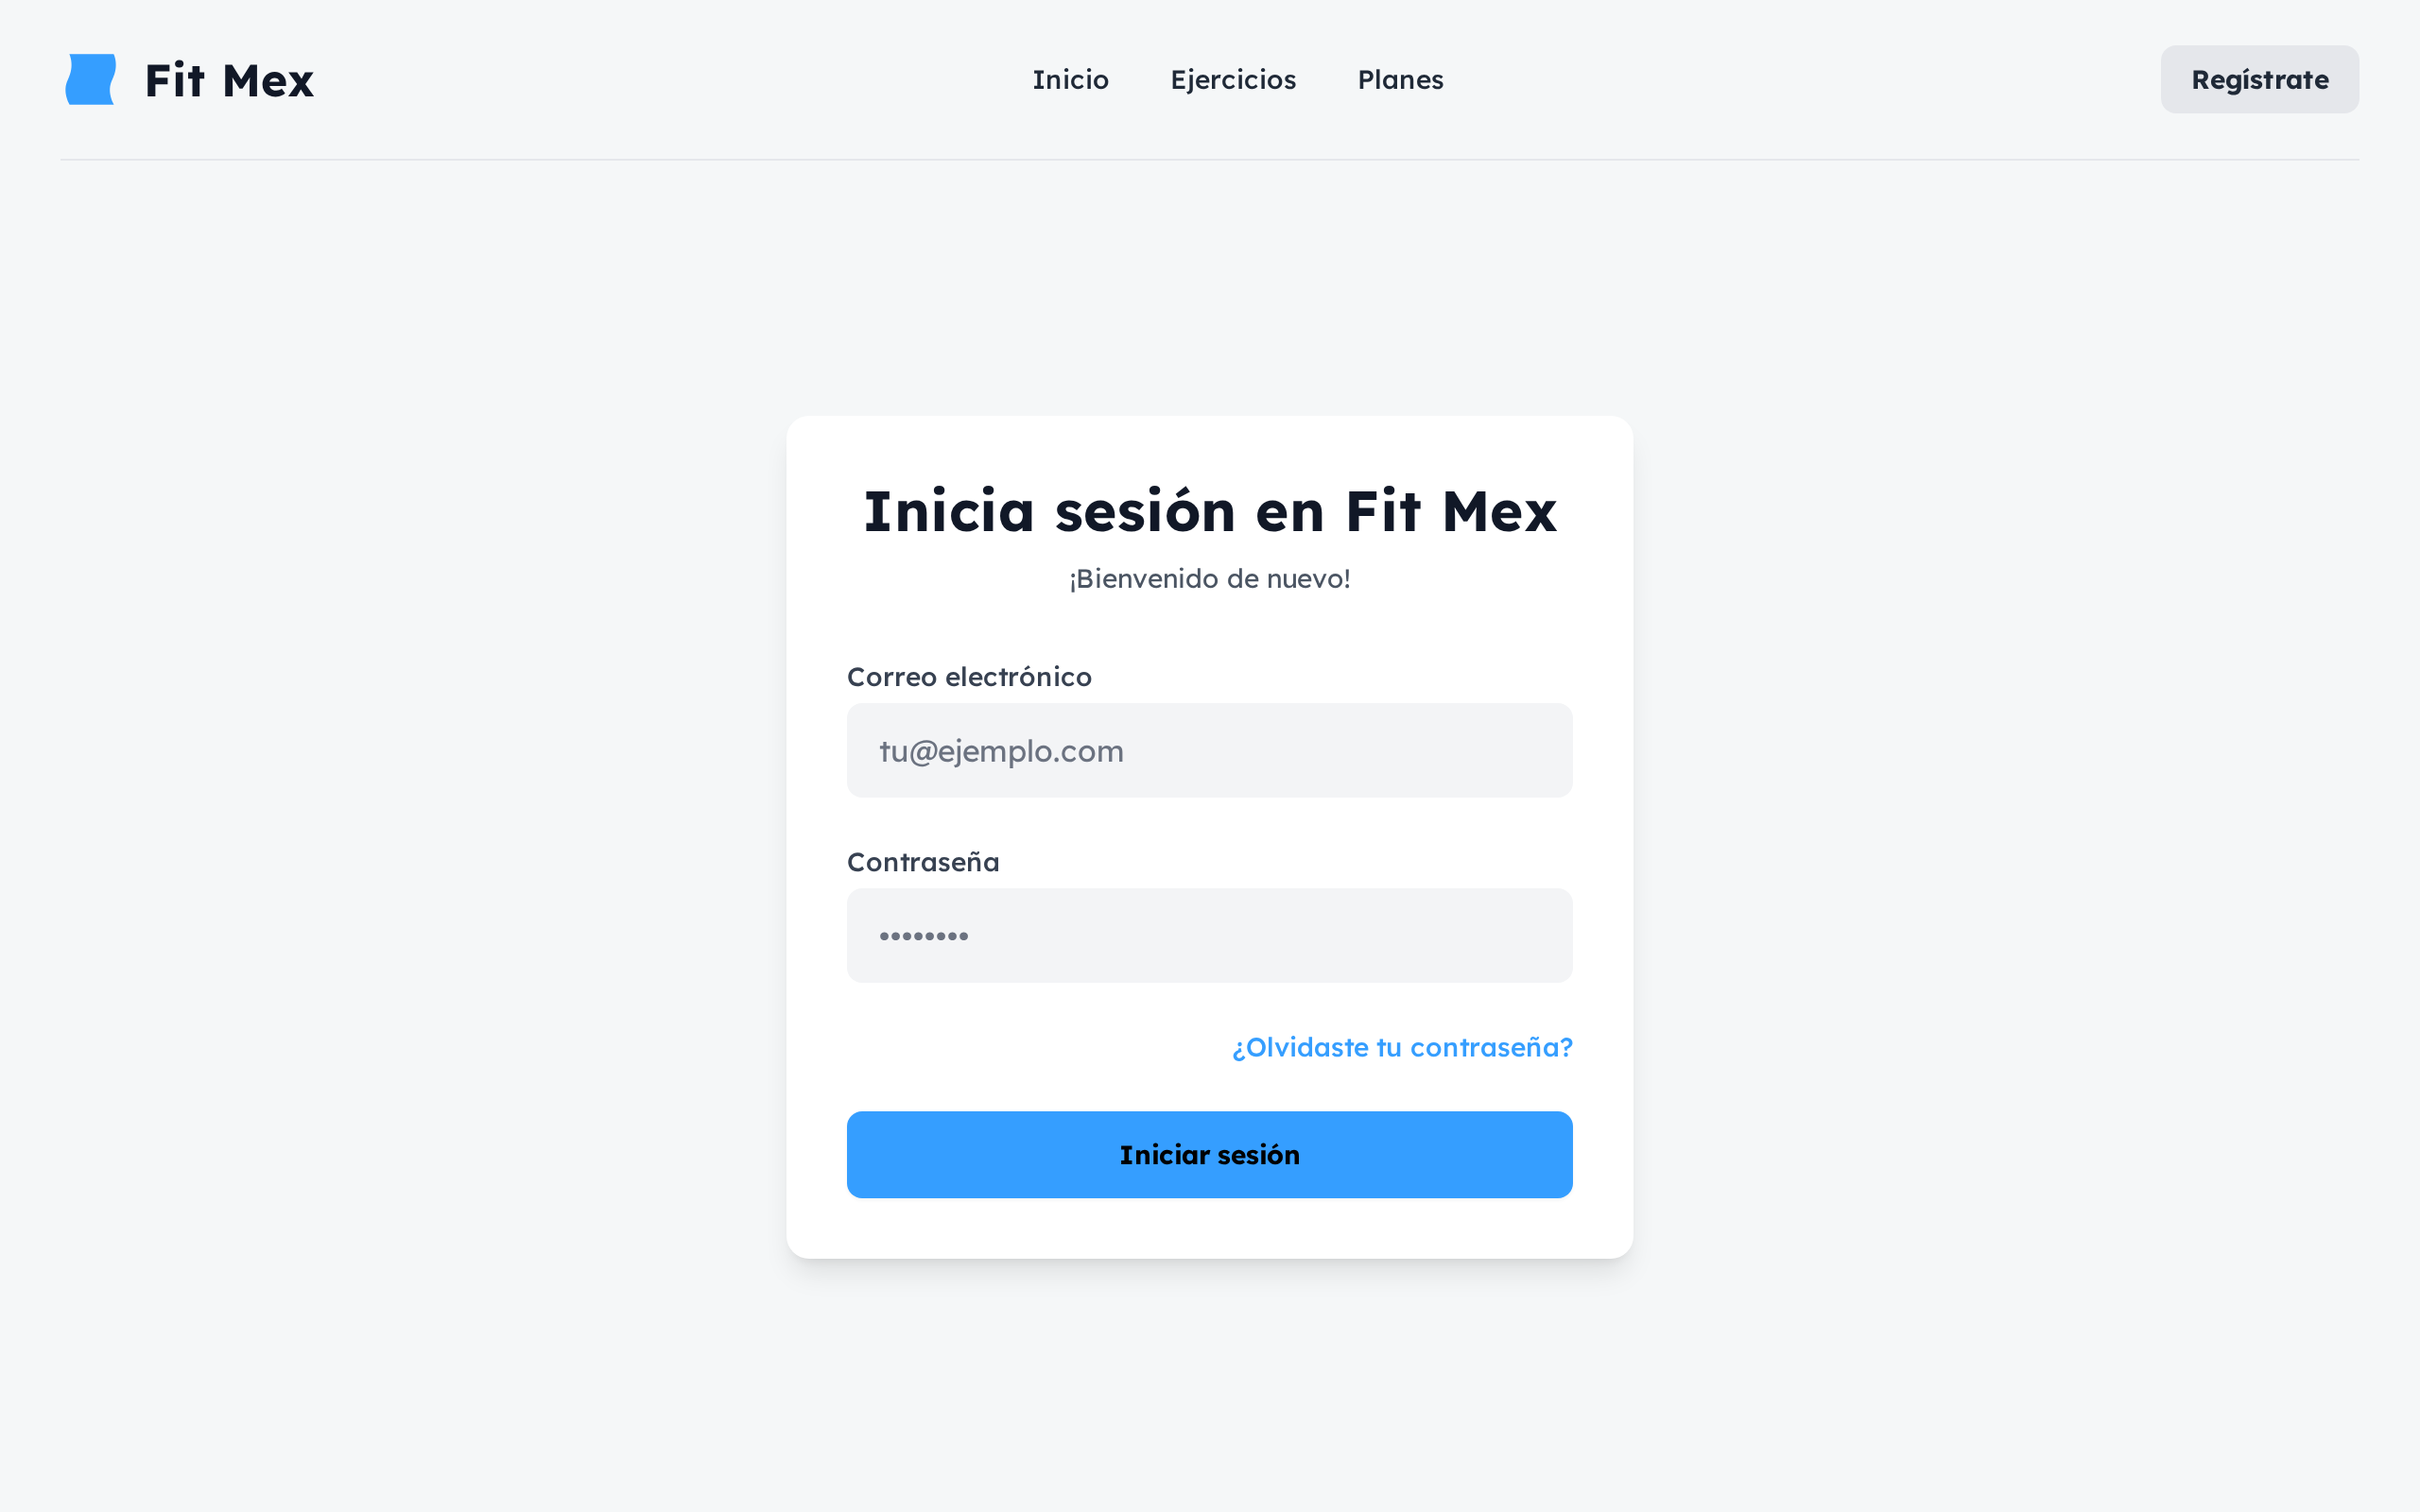 Fit Mex
Inicio
Ejercicios
Planes
Regístrate
Inicia sesión en Fit Mex
¡Bienvenido de nuevo!
Correo electrónico
tu@ejemplo.com
Contraseña
••••••••
¿Olvidaste tu contraseña?
Iniciar sesión